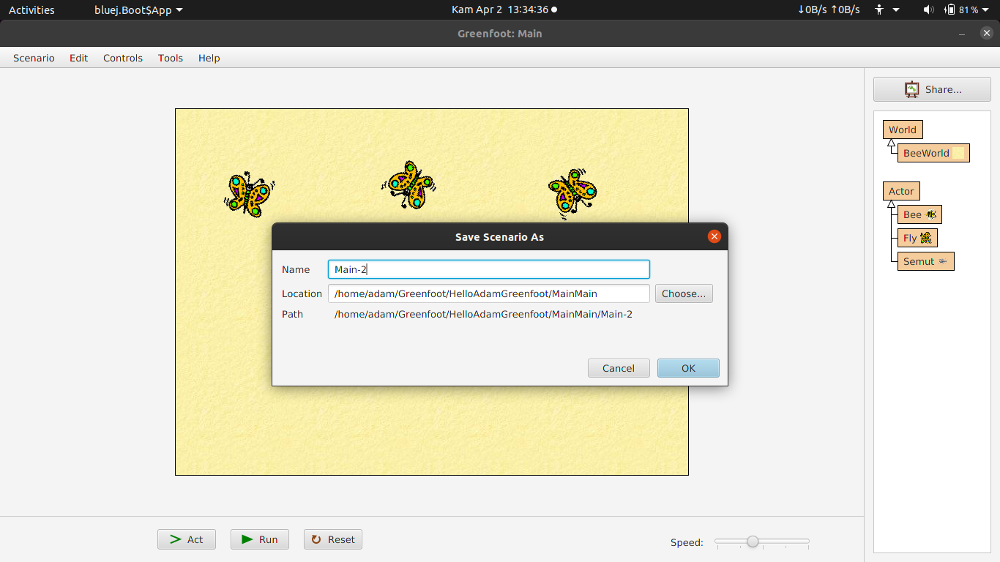 Activities bluej.Boot$App Kam Apr 2 13:34:36 ↓0B/s ↑0B/s 81%
Greenfoot: Main
Scenario Edit Controls Tools Help
Share...
World
BeeWorld
Actor
Bee
Fly
Semut
Save Scenario As
Name Main-2
Location /home/adam/Greenfoot/HelloAdamGreenfoot/MainMain Choose...
Path /home/adam/Greenfoot/HelloAdamGreenfoot/MainMain/Main-2
Cancel OK
Act Run Reset Speed: